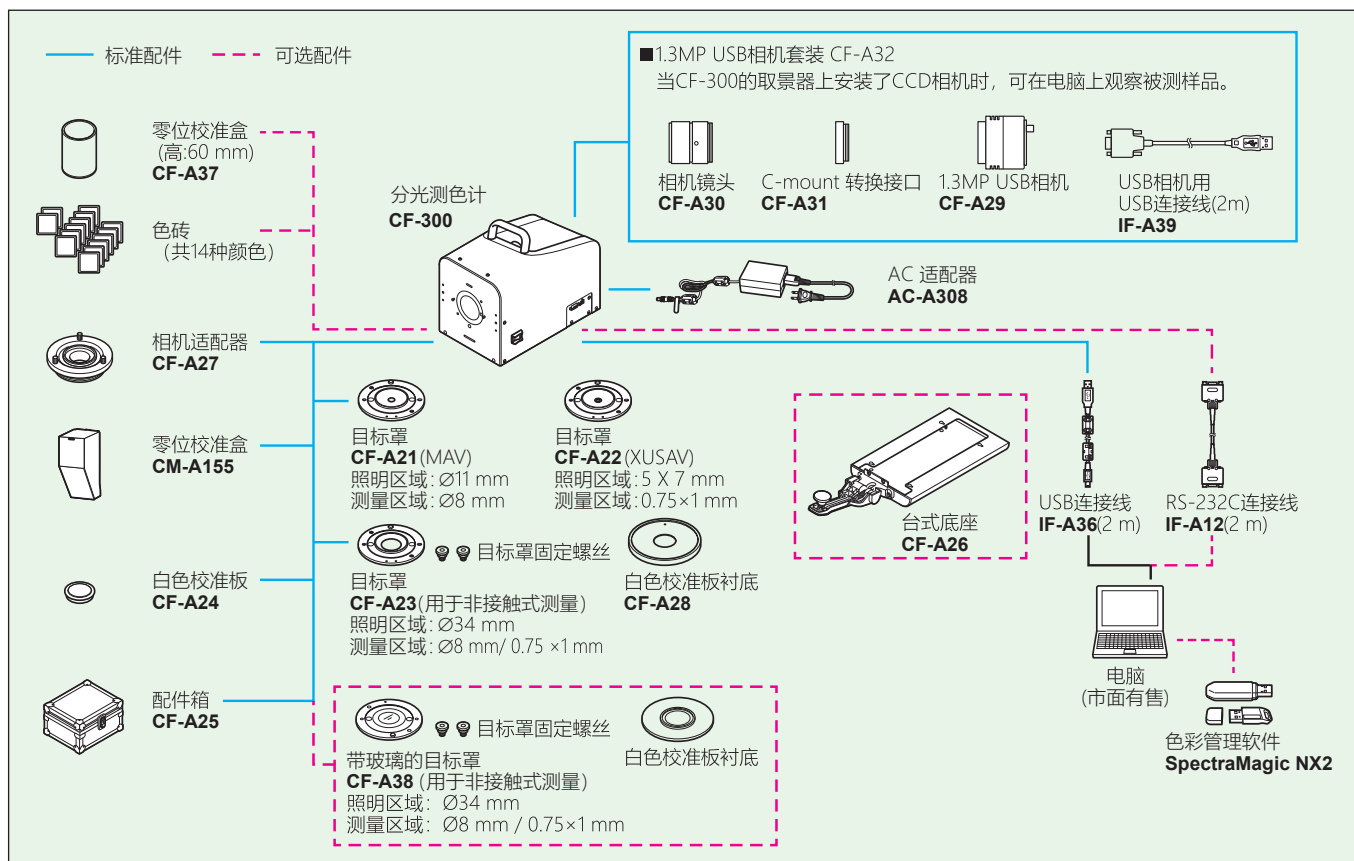 标准配件
可选配件
■1.3MP USB相机套装 CF-A32
当CF-300的取景器上安装了CCD相机时，可在电脑上观察被测样品。
相机镜头
CF-A30
C-mount 转换接口
CF-A31
1.3MP USB相机
CF-A29
USB相机用
USB连接线(2m)
IF-A39
零位校准盒
(高:60 mm)
CF-A37
色砖
（共14种颜色）
相机适配器
CF-A27
零位校准盒
CM-A155
白色校准板
CF-A24
配件箱
CF-A25
分光测色计
CF-300
AC 适配器
AC-A308
目标罩
CF-A21(MAV)
照明区域: Ø11 mm
测量区域: Ø8 mm
目标罩
CF-A22(XUSAV)
照明区域: 5 X 7 mm
测量区域: 0.75×1 mm
目标罩固定螺丝
目标罩
CF-A23(用于非接触式测量)
照明区域: Ø34 mm
测量区域: Ø8 mm/ 0.75 ×1 mm
白色校准板衬底
CF-A28
目标罩固定螺丝
带玻璃的目标罩
CF-A38 (用于非接触式测量)
照明区域: Ø34 mm
测量区域: Ø8 mm / 0.75×1 mm
白色校准板衬底
台式底座
CF-A26
USB连接线
IF-A36(2 m)
RS-232C连接线
IF-A12(2 m)
电脑
(市面有售)
色彩管理软件
SpectraMagic NX2